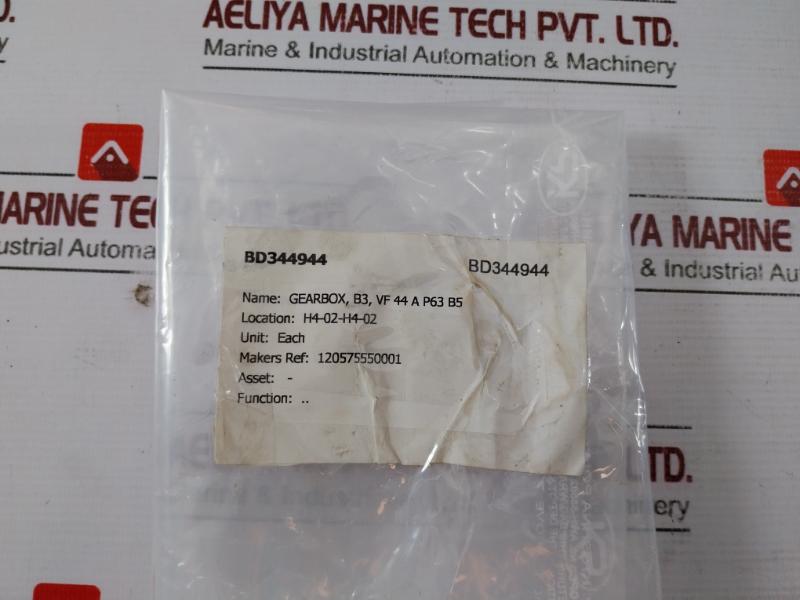 D.
AELIYA MARINE TECH PVT. LTD.
Marine & Industrial Automation & Machinery
MARINE TEC
ustrial Automa
YA MARINE TECH
& Industrial Autom
BD344944
BD344944
Name: GEARBOX, B3, VF 44 A P63 B5
Location: H4-02-H4-02
Unit: Each
Makers Ref: 120575550001
Asset: -
Function: ..
LTD.